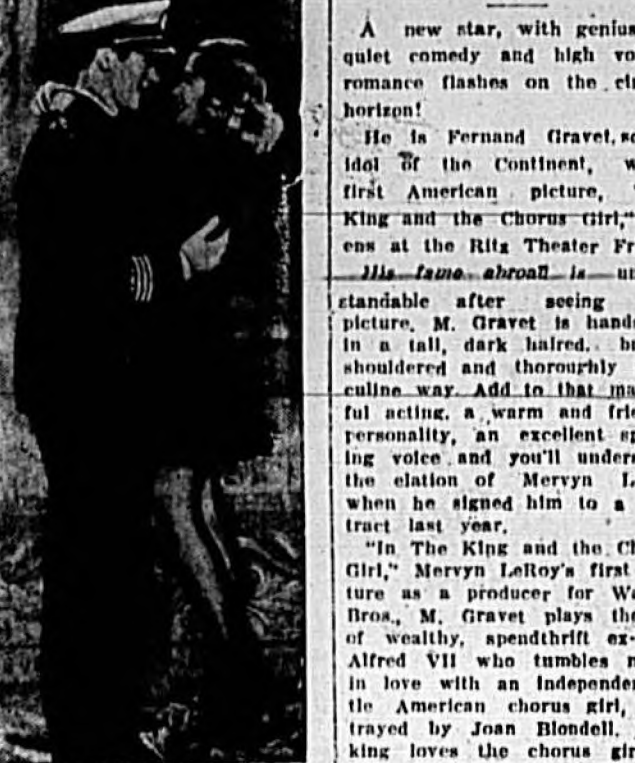 A new star, with genius
quiet comedy and high vo
romance flashes on the cin
horizon!
He is Fernand Gravet, sc
idol of the Continent, w
first American picture,
King and the Chorus Girl,"
ens at the Ritz Theater Fr
His fame abroad is un
standable after seeing
picture. M. Gravet is hands
in a tall, dark haired, br
shouldered and thoroughly
culine way. Add to that ma
ful acting, a warm and frie
personality, an excellent sp
ing voice and you'll unders
the elation of Mervyn L
when he signed him to a
tract last year.
"In The King and the Ch
Girl," Mervyn LeRoy's first
ture as a producer for Wa
Bros., M. Gravet plays the
of wealthy, spendthrift ex-
Alfred VII who tumbles m
in love with an independen
tle American chorus girl,
trayed by Joan Blondell.
king loves the chorus gir